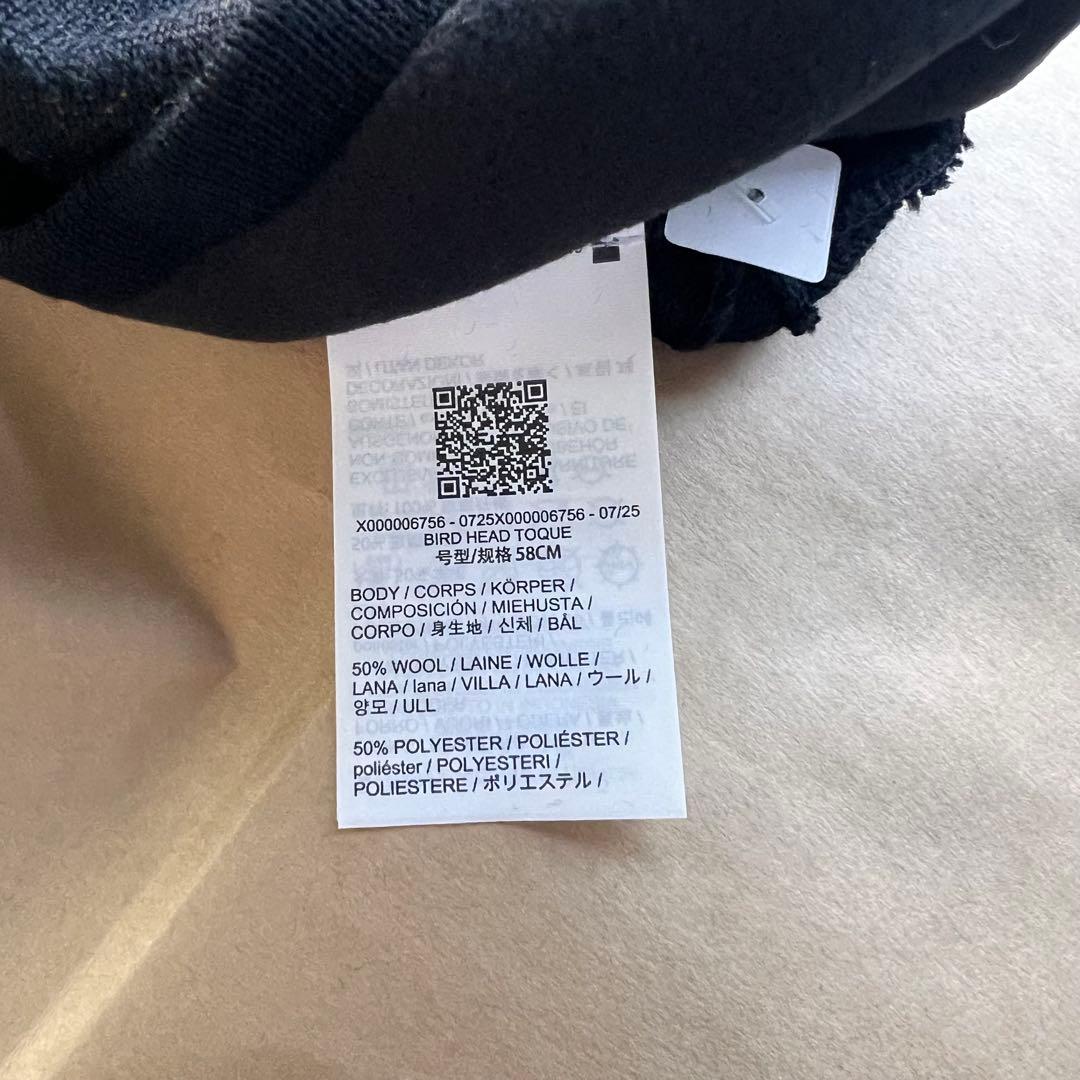 X000006756 - 0725X000006756 - 07/25
BIRD HEAD TOQUE
号型/规格 58CM
BODY / CORPS / KÖRPER /
COMPOSICIÓN / MIEHUSTA /
CORPO / 身生地 / 신체 / BÅL
50% WOOL / LAINE / WOLLE /
LANA / lana / VILLA / LANA / ウール /
양모 / ULL
50% POLYESTER / POLIÉSTER /
poliéster / POLYESTERI /
POLIESTERE / ポリエステル /